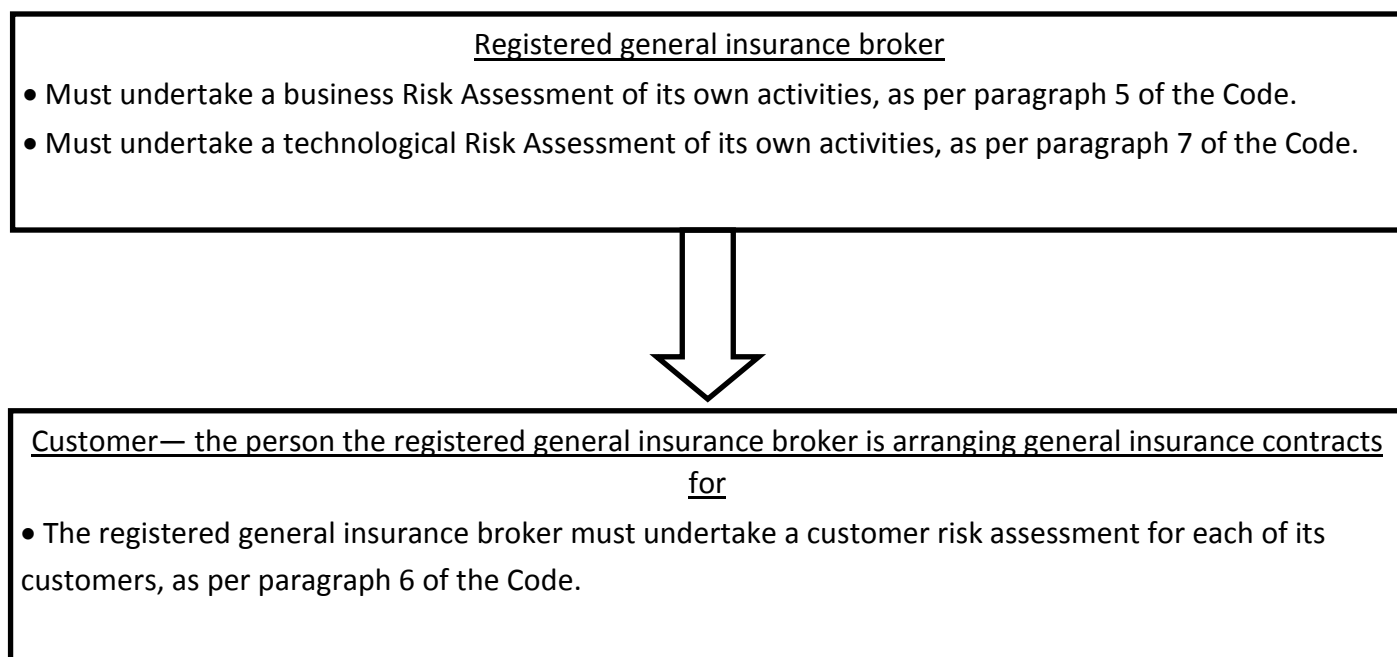 Registered general insurance broker
• Must undertake a business Risk Assessment of its own activities, as per paragraph 5 of the Code.
• Must undertake a technological Risk Assessment of its own activities, as per paragraph 7 of the Code.
Customer— the person the registered general insurance broker is arranging general insurance contracts
for
• The registered general insurance broker must undertake a customer risk assessment for each of its
customers, as per paragraph 6 of the Code.